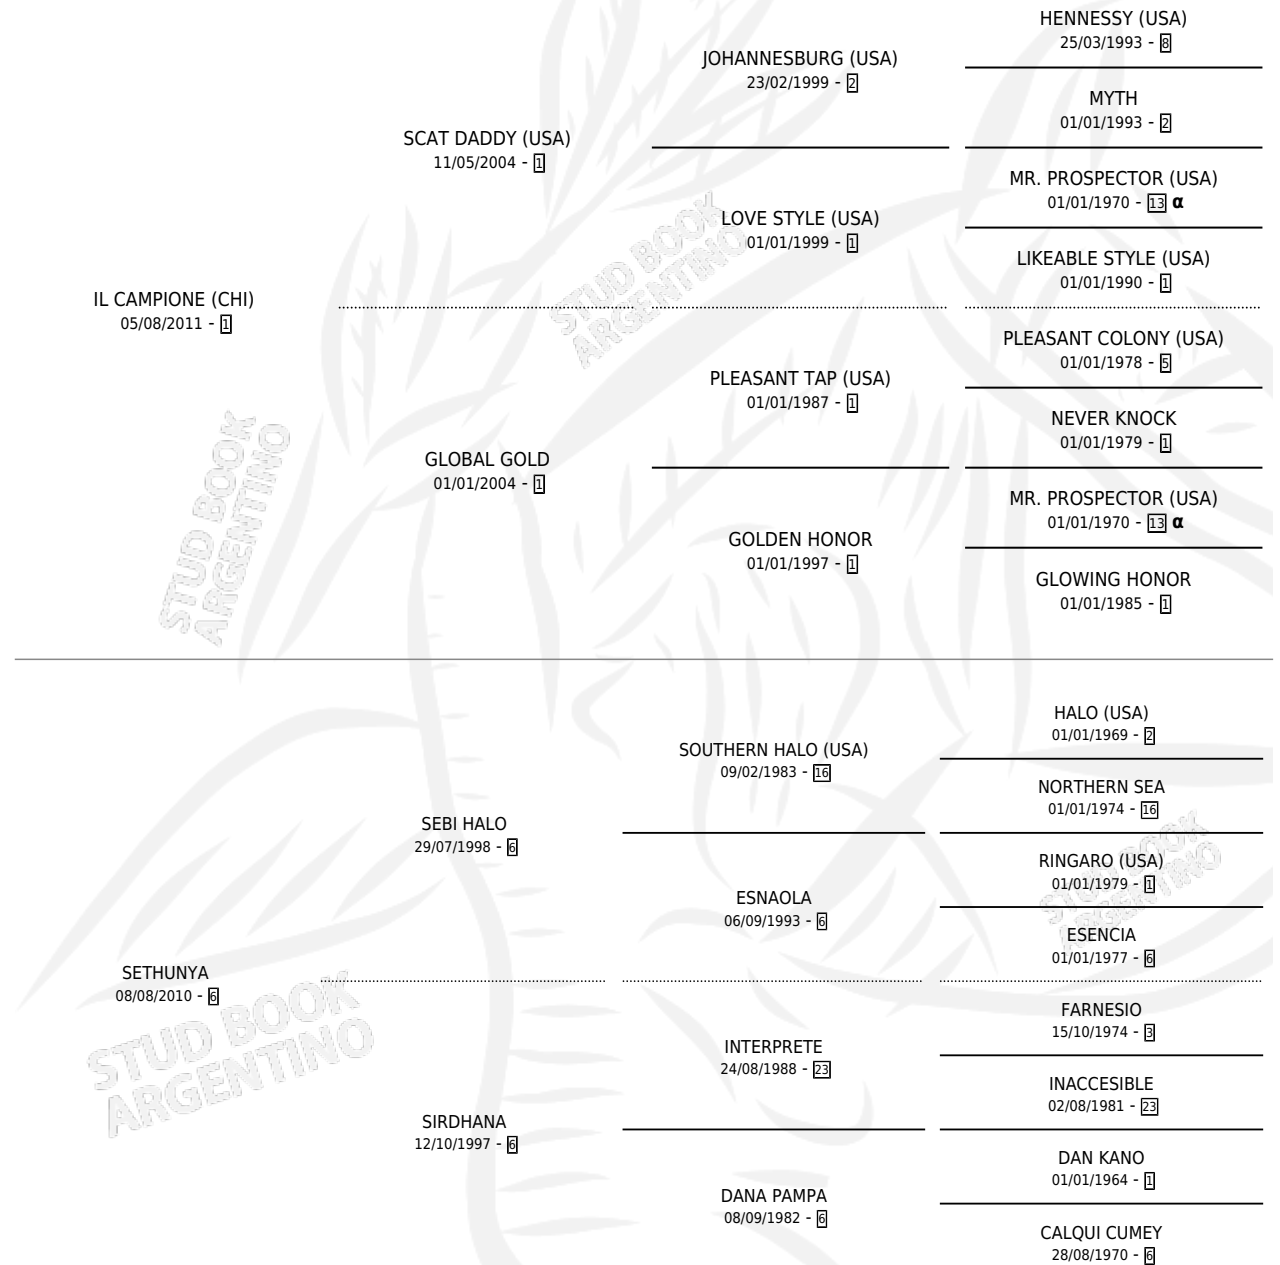 HENNESSY (USA)
25/03/1993 - 8
JOHANNESBURG (USA)
23/02/1999 - 2
MYTH
01/01/1993 - 2
SCAT DADDY (USA)
11/05/2004 - 1
MR. PROSPECTOR (USA)
01/01/1970 - 13 α
LOVE STYLE (USA)
01/01/1999 - 1
LIKEABLE STYLE (USA)
01/01/1990 - 1
STUD BOOK
ARGENTINO
IL CAMPIONE (CHI)
05/08/2011 - 1
PLEASANT COLONY (USA)
01/01/1978 - 5
PLEASANT TAP (USA)
01/01/1987 - 1
NEVER KNOCK
01/01/1979 - 1
GLOBAL GOLD
01/01/2004 - 1
MR. PROSPECTOR (USA)
01/01/1970 - 13 α
STUD BOOK
ARGENTINO
GOLDEN HONOR
01/01/1997 - 1
GLOWING HONOR
01/01/1985 - 1
HALO (USA)
01/01/1969 - 2
SOUTHERN HALO (USA)
09/02/1983 - 16
NORTHERN SEA
01/01/1974 - 16
SEBI HALO
29/07/1998 - 6
RINGARO (USA)
01/01/1979 - 1
STUD BOOK
ARGENTINO
ESNAOLA
06/09/1993 - 6
ESENCIA
01/01/1977 - 6
SETHUNYA
08/08/2010 - 6
STUD BOOK
ARGENTINO
FARNESIO
15/10/1974 - 3
INTERPRETE
24/08/1988 - 23
INACCESIBLE
02/08/1981 - 23
SIRDHANA
12/10/1997 - 6
DAN KANO
01/01/1964 - 1
DANA PAMPA
08/09/1982 - 6
CALQUI CUMEY
28/08/1970 - 6